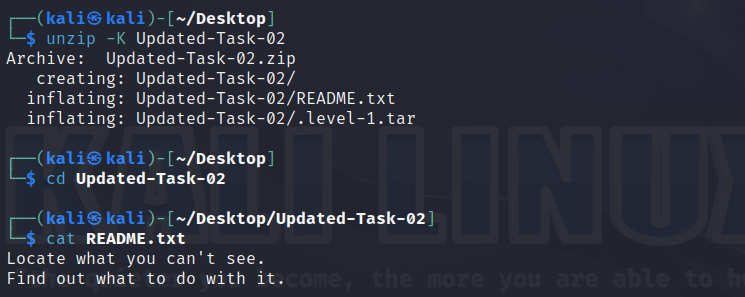 ┌──(kali㉿kali)-[~/Desktop]
└─$ unzip -K Updated-Task-02
Archive:  Updated-Task-02.zip
   creating: Updated-Task-02/
  inflating: Updated-Task-02/README.txt
  inflating: Updated-Task-02/.level-1.tar
┌──(kali㉿kali)-[~/Desktop]
└─$ cd Updated-Task-02
KALI LINUX
┌──(kali㉿kali)-[~/Desktop/Updated-Task-02]
└─$ cat README.txt
Locate what you can't see.
Find out what to do with it.
become, the more you are able to